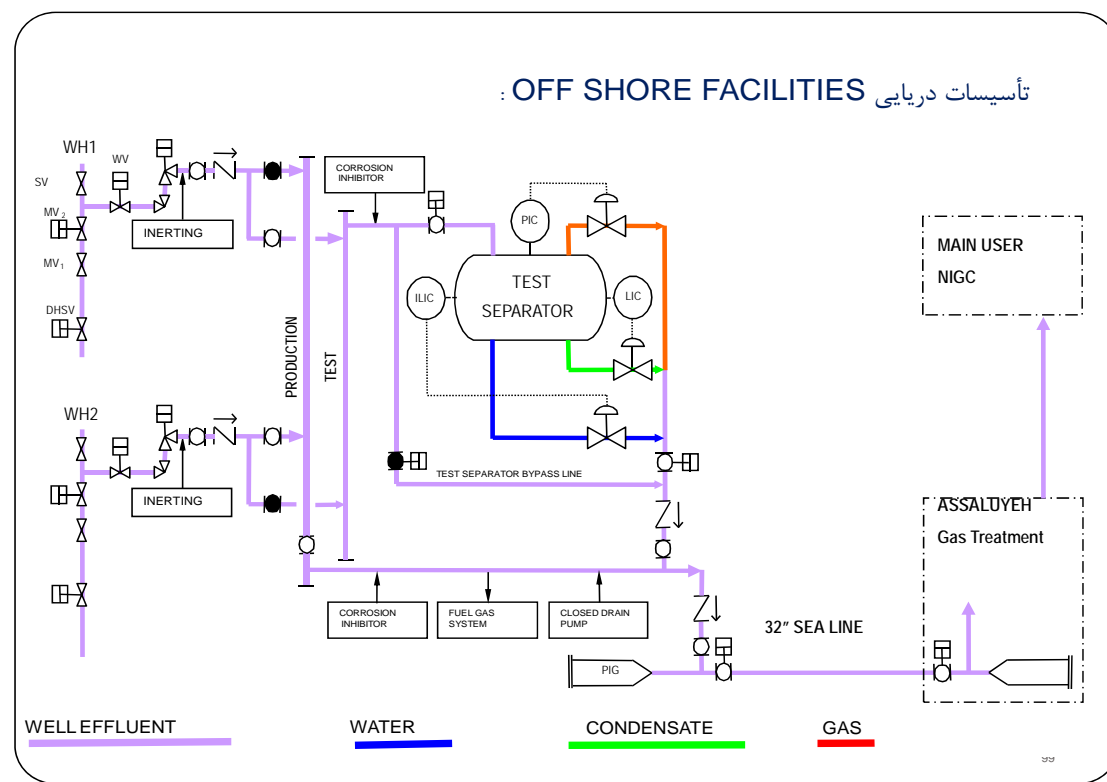 تأسیسات دریایی OFF SHORE FACILITIES :
WH1
SV
WV
MV2
MV1
DHSV
INERTING
CORROSION
INHIBITOR
PIC
ILIC
LIC
TEST
SEPARATOR
PRODUCTION
TEST
MAIN USER
NIGC
WH2
INERTING
TEST SEPARATOR BYPASS LINE
CORROSION
INHIBITOR
FUEL GAS
SYSTEM
CLOSED DRAIN
PUMP
ASSALUYEH
Gas Treatment
32" SEA LINE
PIG
WELL EFFLUENT
WATER
CONDENSATE
GAS